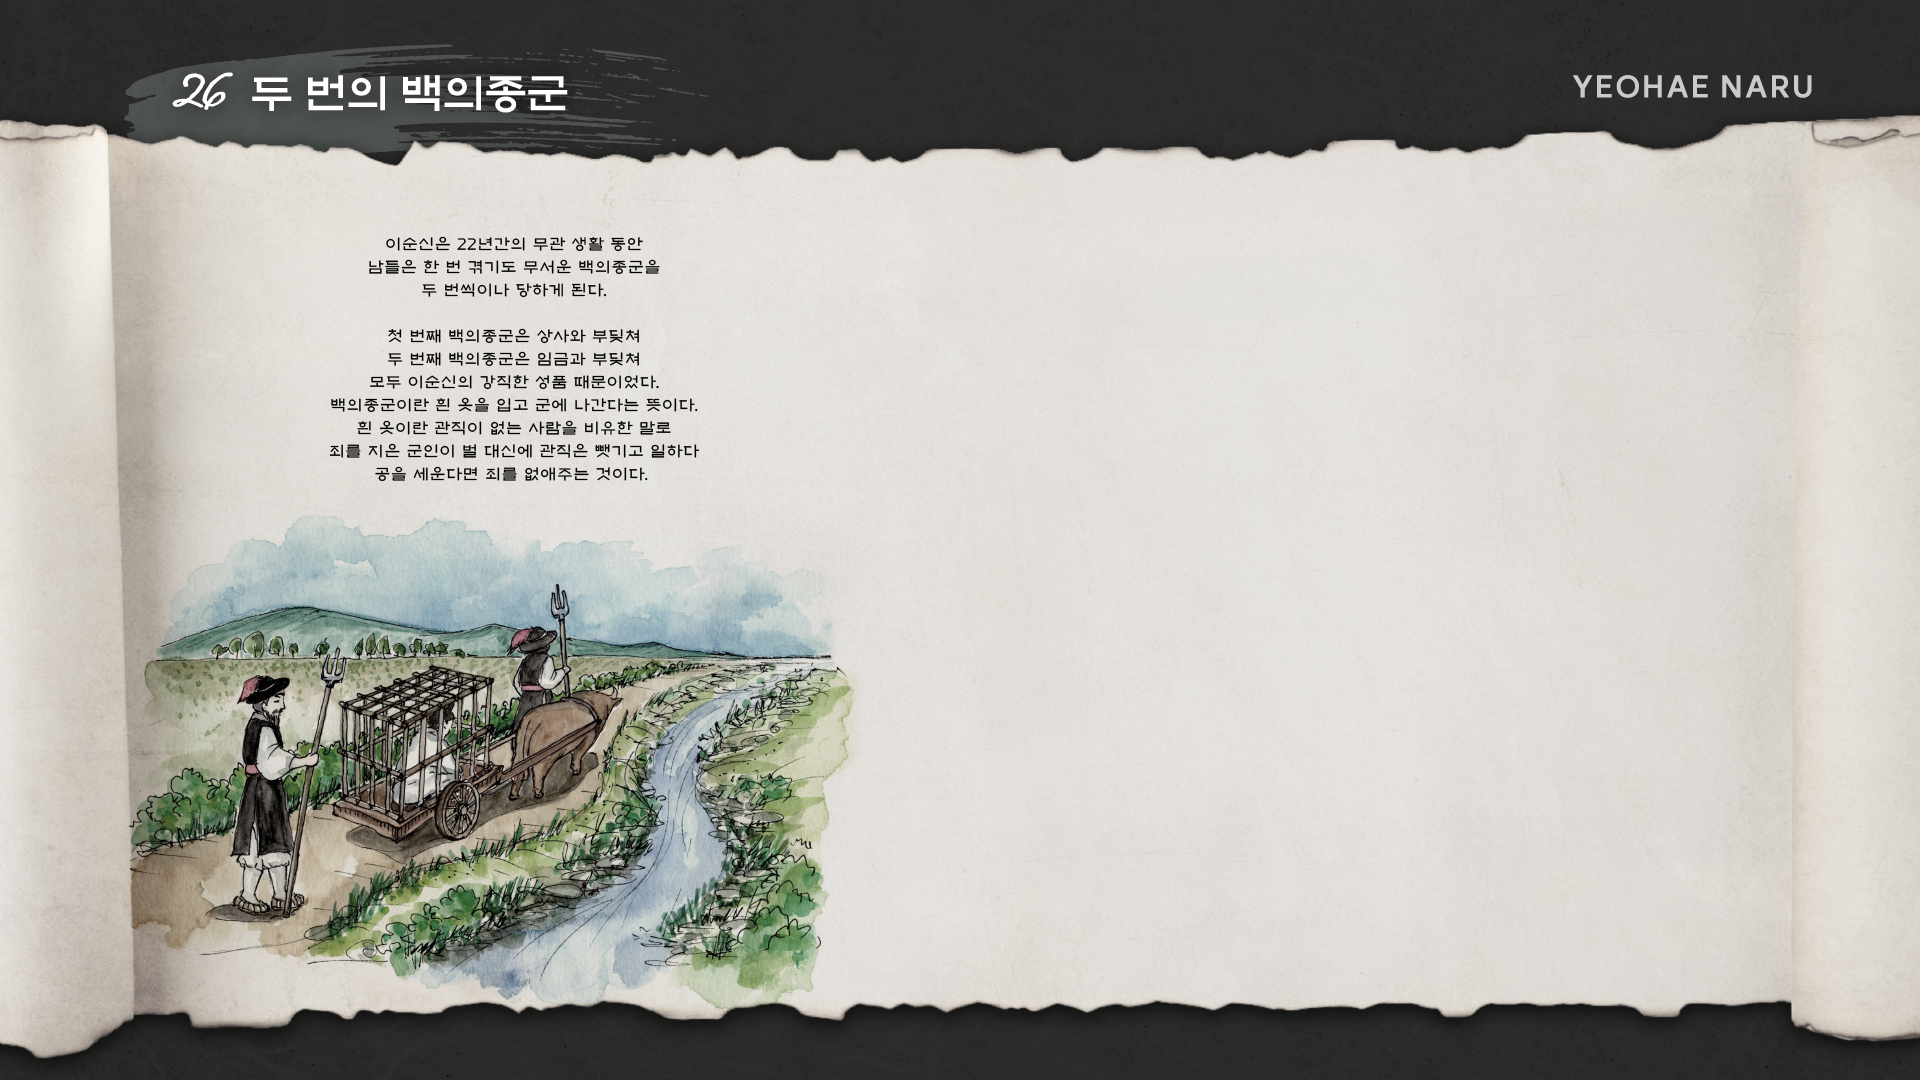 26 두 번의 백의종군
YEOHAE NARU
이순신은 22년간의 무관 생활 동안
남들은 한 번 겪기도 무서운 백의종군을
두 번씩이나 당하게 된다.
첫 번째 백의종군은 상사와 부딪쳐
두 번째 백의종군은 임금과 부딪쳐
모두 이순신의 강직한 성품 때문이었다.
백의종군이란 흰 옷을 입고 군에 나간다는 뜻이다.
흰 옷이란 관직이 없는 사람을 비유한 말로
죄를 지은 군인이 벌 대신에 관직은 뺏기고 일하다
공을 세운다면 죄를 없애주는 것이다.